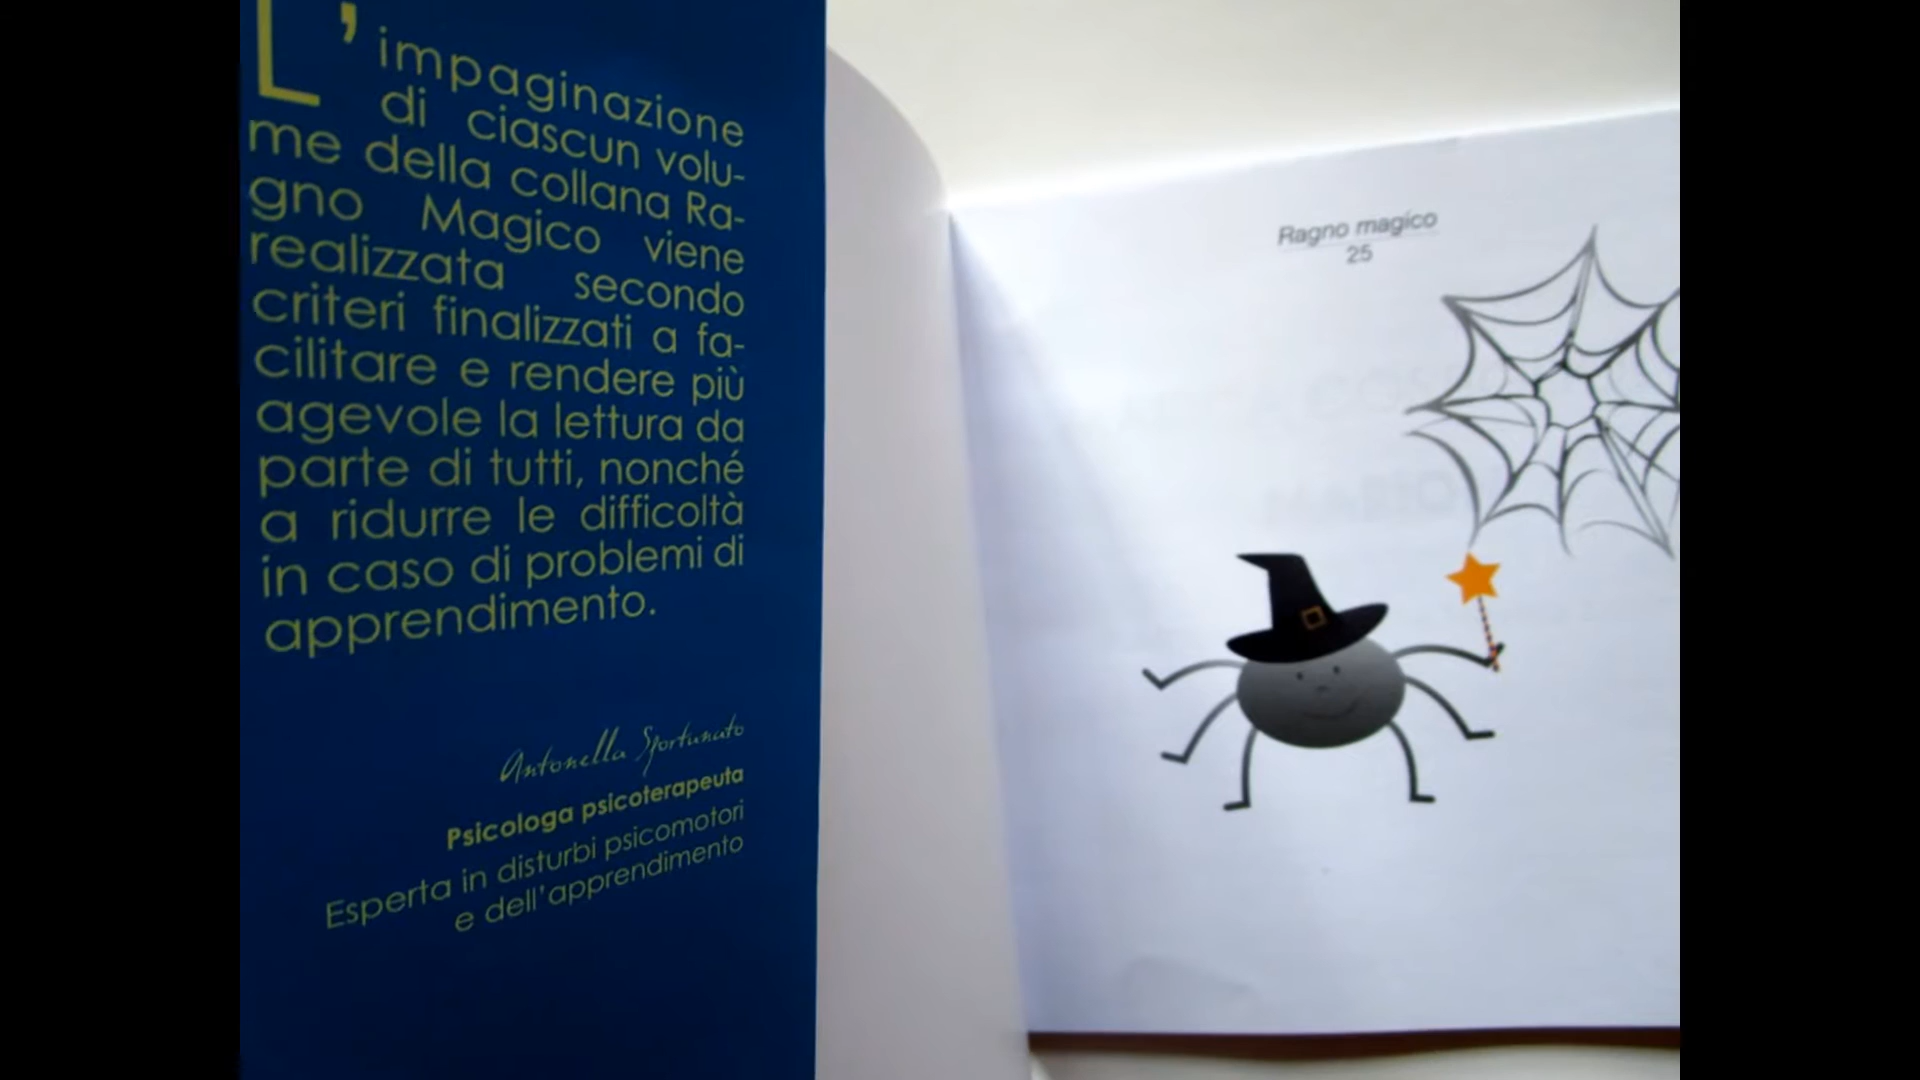 L'impaginazione
di ciascun volu-
me della collana Ra-
gno Magico viene
realizzata secondo
criteri finalizzati a fa-
cilitare e rendere più
agevole la lettura da
parte di tutti, nonché
a ridurre le difficoltà
in caso di problemi di
apprendimento.
Antonella Sportunato
Psicologa psicoterapeuta
Esperta in disturbi psicomotori
e dell'apprendimento
Ragno magico
25